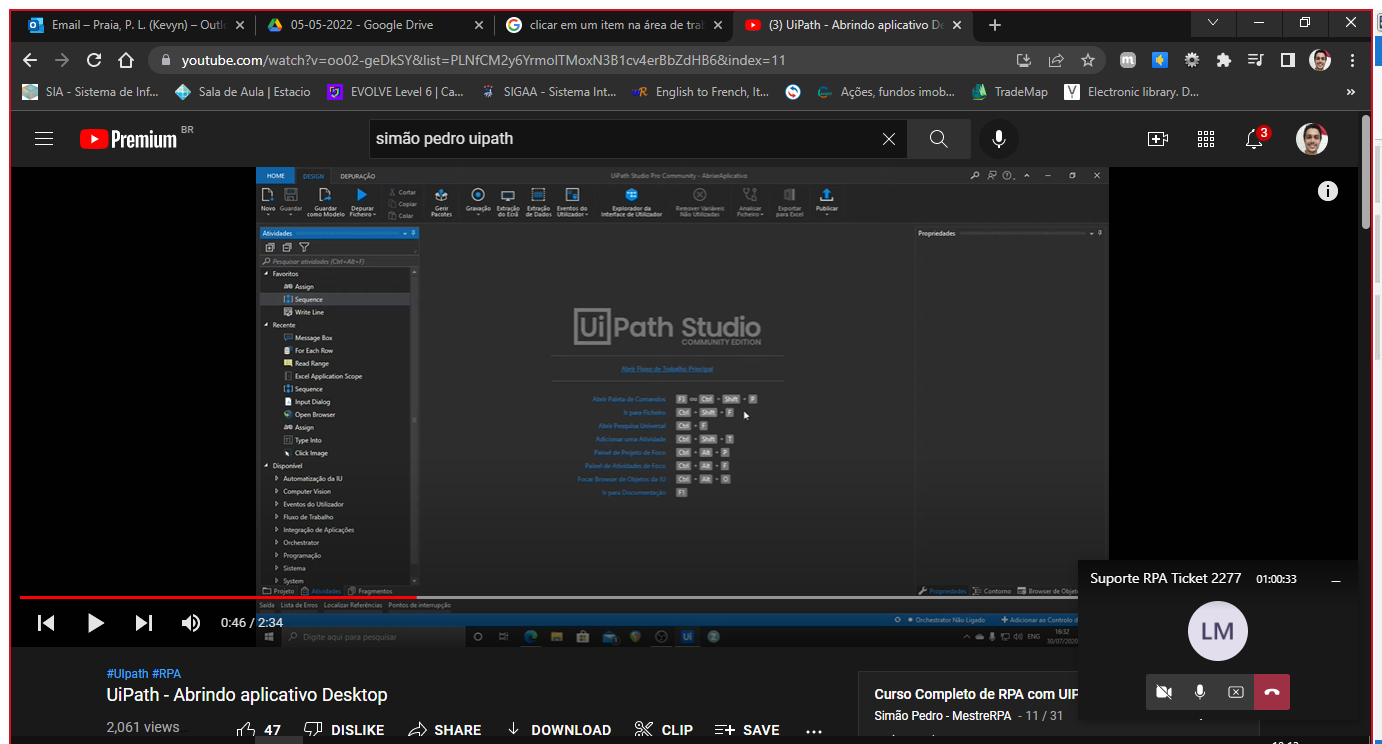 Email – Praia, P. L. (Kevyn) – Outl
05-05-2022 - Google Drive
clicar em um item na área de tra
(3) UiPath - Abrindo aplicativo De
youtube.com/watch?v=oo02-geDkSY&list=PLNfCM2y6YrmoITMoxN3B1cv4erBbZdHB6&index=11
SIA - Sistema de Inf...
Sala de Aula | Estacio
EVOLVE Level 6 | Ca...
SIGAA - Sistema Int...
English to French, It...
Ações, fundos imob...
TradeMap
Electronic library. D...
»
Premium BR
simão pedro uipath
3
HOME DESIGN DEPURAÇÃO
UiPath Studio Pro Community - AbrirAplicativo
Novo
Guardar
Guardar como Modelo
Depurar Ficheiro
Cortar
Copiar
Colar
Gerir Pacotes
Gravação
Extração do Ecrã
Extração de Dados
Eventos do Utilizador
Explorador da Interface de Utilizador
Remover Variáveis Não Utilizadas
Analisar Ficheiro
Exportar para Excel
Publicar
Atividades
Propriedades
Pesquisar atividades (Ctrl+Alt+F)
Favoritos
Assign
Sequence
Write Line
Recente
Message Box
For Each Row
Read Range
Excel Application Scope
Sequence
Input Dialog
Open Browser
Assign
Type Into
Click Image
Disponível
Automatização da IU
Computer Vision
Eventos do Utilizador
Fluxo de Trabalho
Integração de Aplicações
Orchestrator
Programação
Sistema
System
UiPath Studio
COMMUNITY EDITION
Abrir Fluxo de Trabalho Principal
Abrir Paleta de Comandos F3 ou Ctrl + Shift + P
Ir para Ficheiro Ctrl + Shift + F
Abrir Pesquisa Universal Ctrl + F
Adicionar uma Atividade Ctrl + Shift + T
Painel de Projeto de Foco Ctrl + Alt + P
Painel de Atividades de Foco Ctrl + Alt + F
Focar Browser de Objetos da IU Ctrl + Alt + O
Ir para Documentação F1
Projeto Atividades Fragmentos
Propriedades Contorno Browser de Objeto
Saída Lista de Erros Localizar Referências Pontos de interrupção
Orchestrator Não Ligado
Adicionar ao Controlo d
Digite aqui para pesquisar
ENG
16:32
30/07/2020
0:46 / 2:34
Suporte RPA Ticket 2277 01:00:33
LM
#UIpath #RPA
UiPath - Abrindo aplicativo Desktop
2,061 views
47 DISLIKE SHARE DOWNLOAD CLIP SAVE ...
Curso Completo de RPA com UIP
Simão Pedro - MestreRPA - 11 / 31